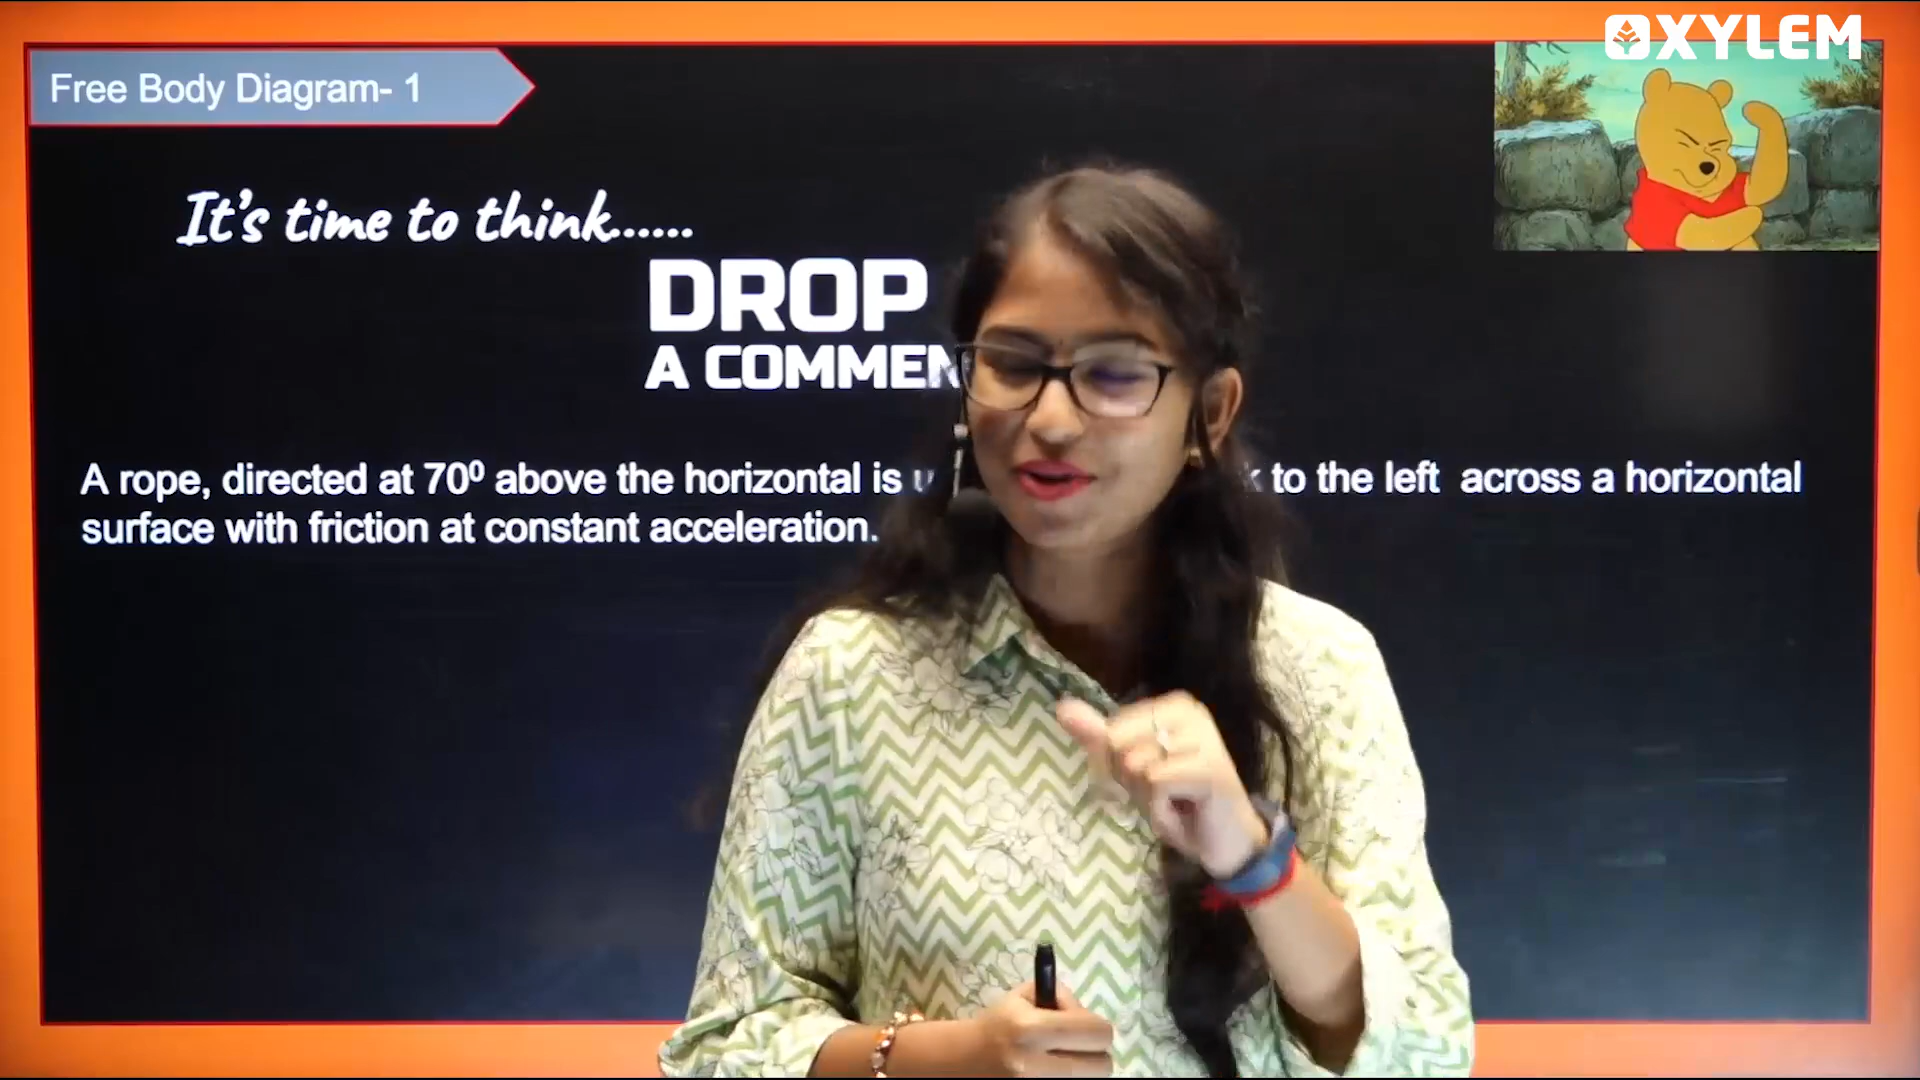 XYLEM
Free Body Diagram- 1
It's time to think......
DROP
A COMMEN
A rope, directed at 70⁰ above the horizontal is to the left across a horizontal
surface with friction at constant acceleration.